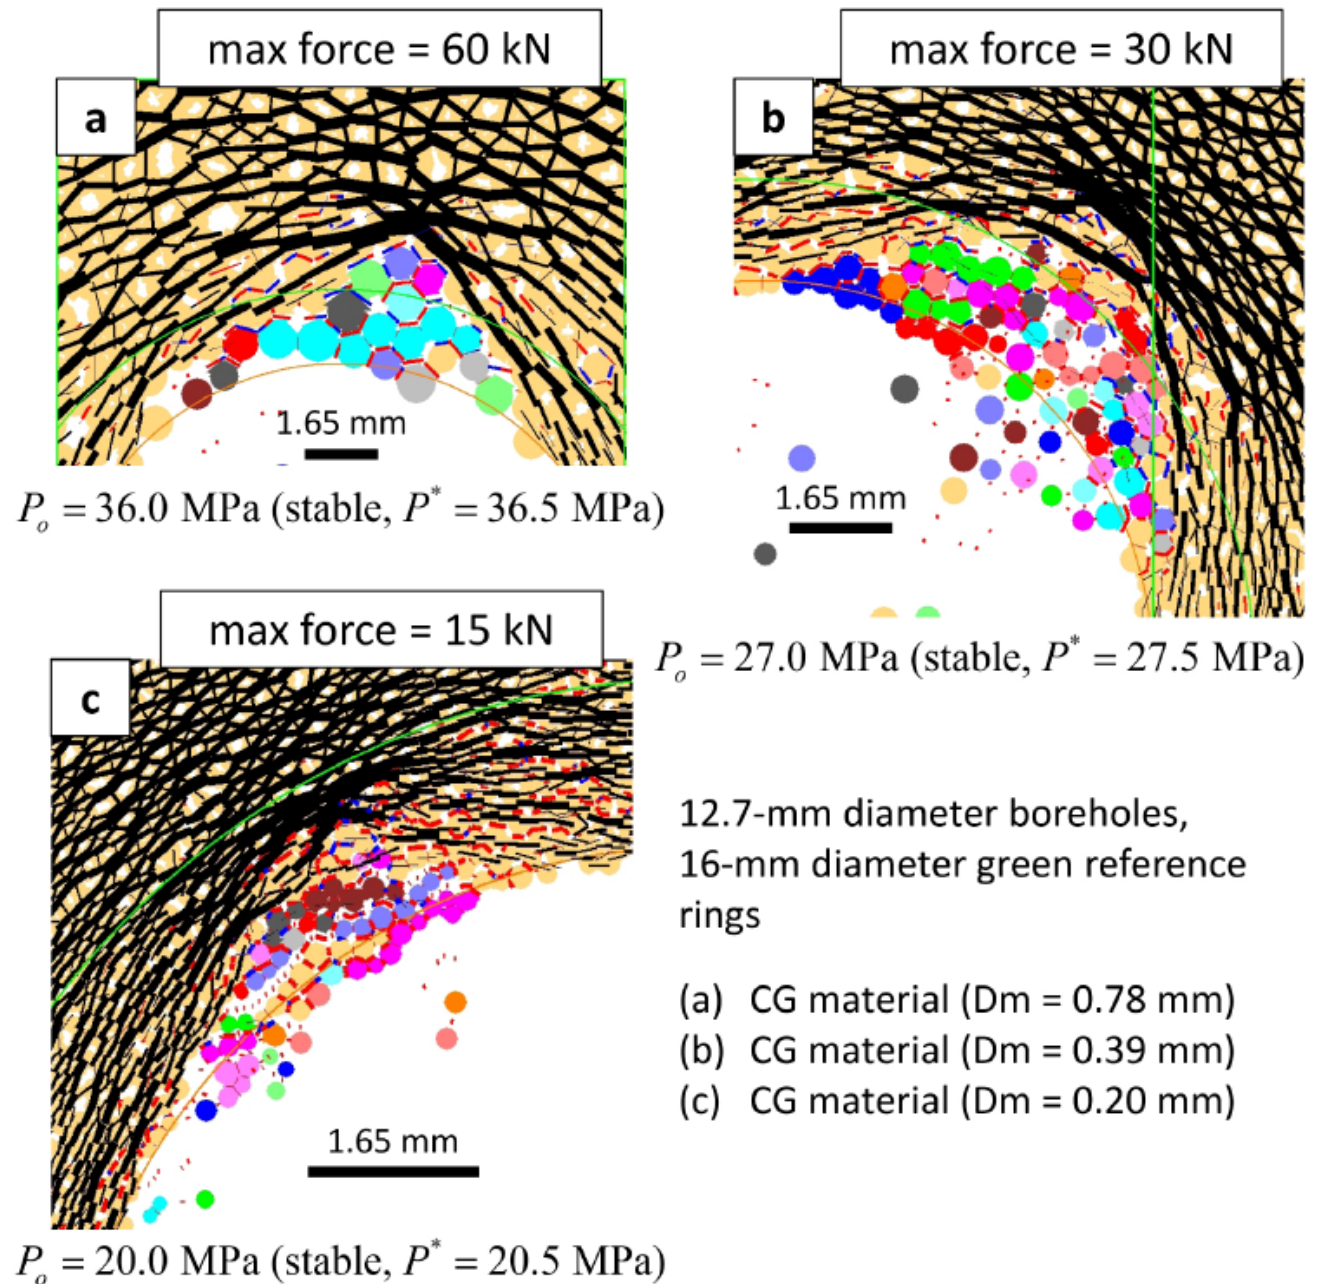 max force = 60 kN
a
1.65 mm
P_o = 36.0 MPa (stable, P* = 36.5 MPa)
max force = 30 kN
b
1.65 mm
P_o = 27.0 MPa (stable, P* = 27.5 MPa)
max force = 15 kN
c
1.65 mm
P_o = 20.0 MPa (stable, P* = 20.5 MPa)
12.7-mm diameter boreholes,
16-mm diameter green reference
rings
(a) CG material (Dm = 0.78 mm)
(b) CG material (Dm = 0.39 mm)
(c) CG material (Dm = 0.20 mm)